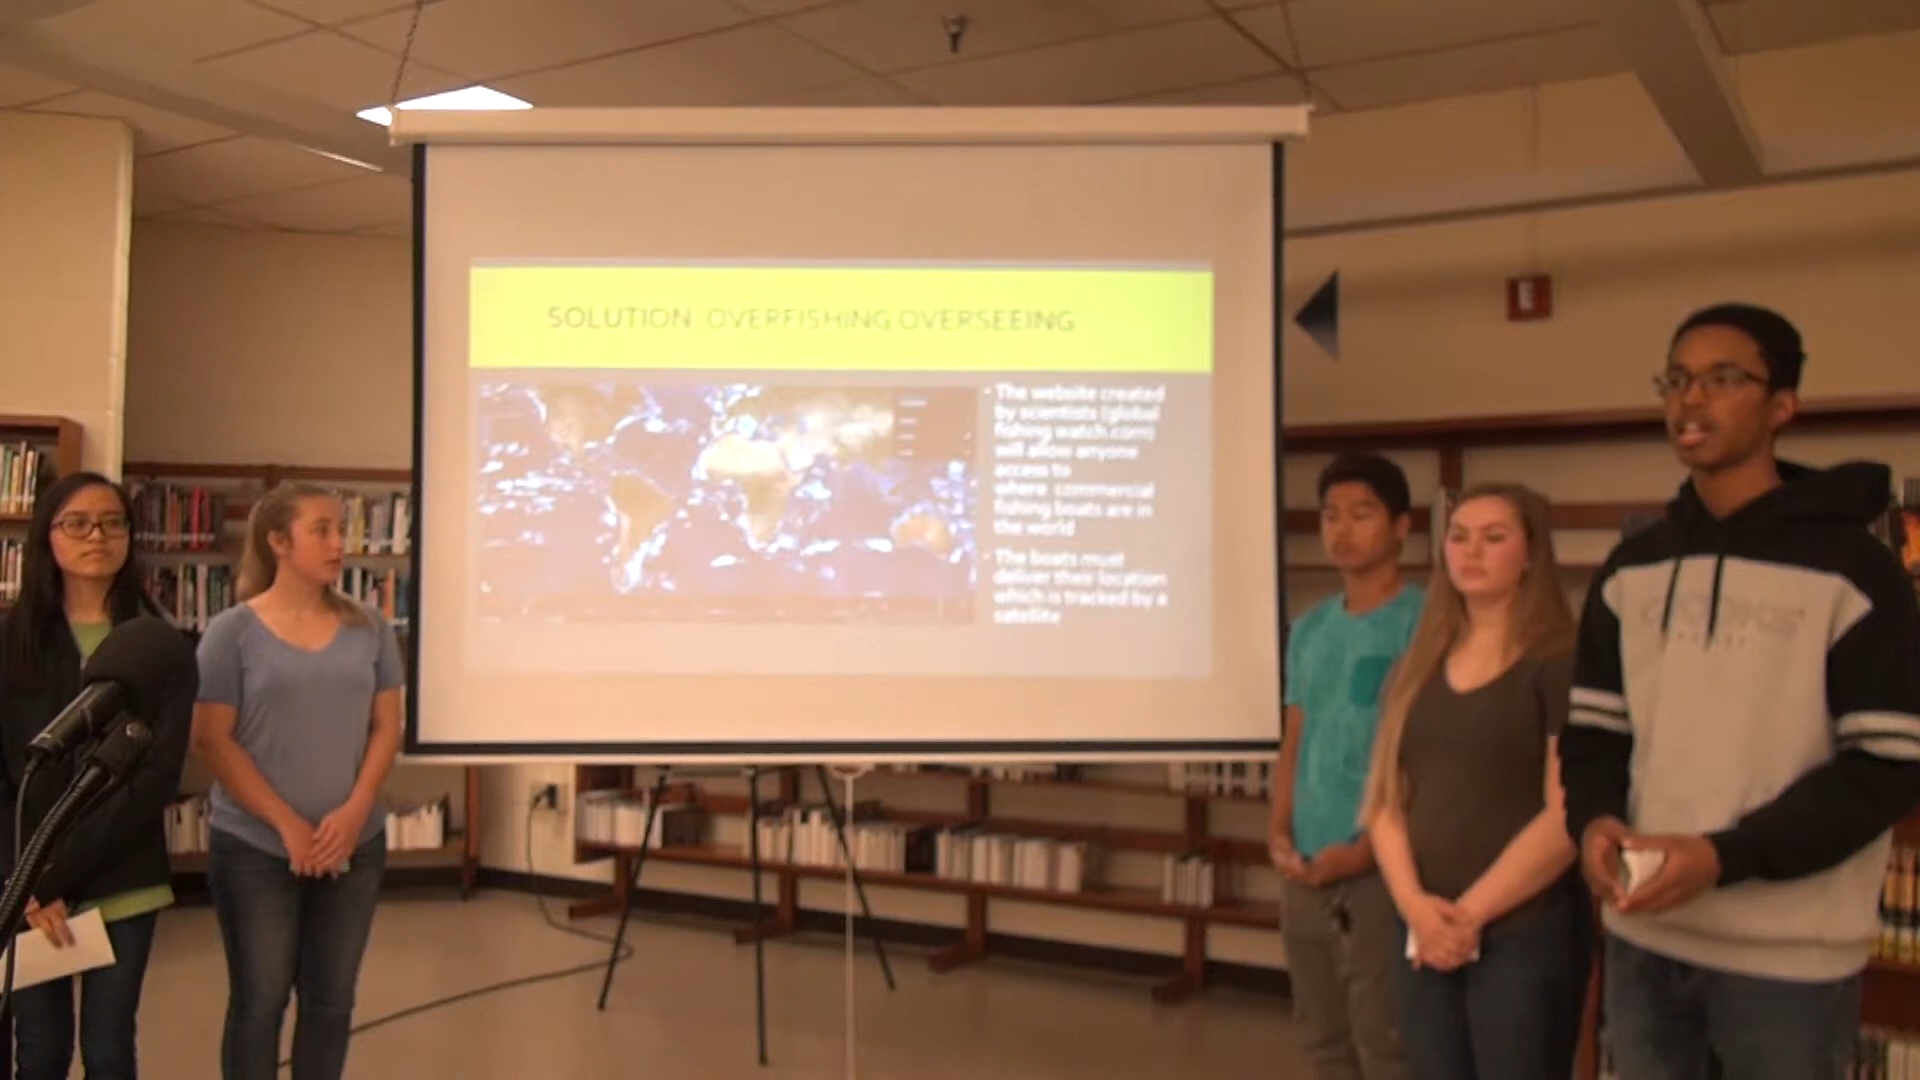 SOLUTION OVERFISHING OVERSEEING
• The website created
by scientists (global
fishing watch.com)
will allow anyone
access to
where commercial
fishing boats are in
the world
• The boats must
deliver their location
which is tracked by a
satellite
E